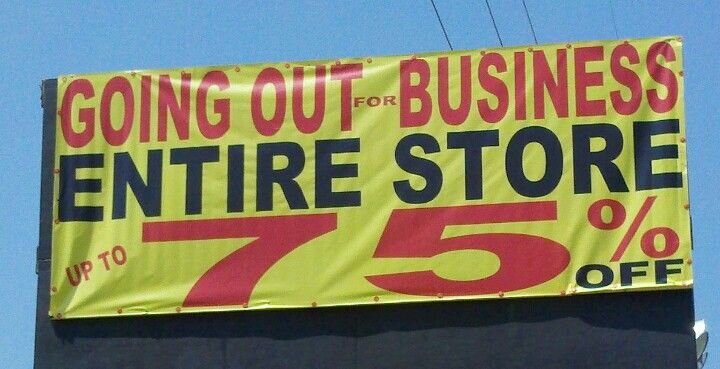 GOING OUT FOR BUSINESS
ENTIRE STORE
UP TO 75% OFF